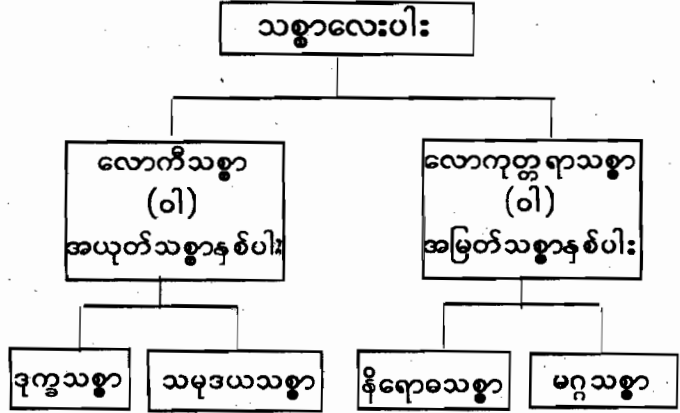 သစ္စာလေးပါး
လောကီသစ္စာ
(ဝါ)
အယုတ်သစ္စာနှစ်ပါး
လောကုတ္တရာသစ္စာ
(ဝါ)
အမြတ်သစ္စာနှစ်ပါး
ဒုက္ခသစ္စာ
သမုဒယသစ္စာ
နိရောဓသစ္စာ
မဂ္ဂသစ္စာ